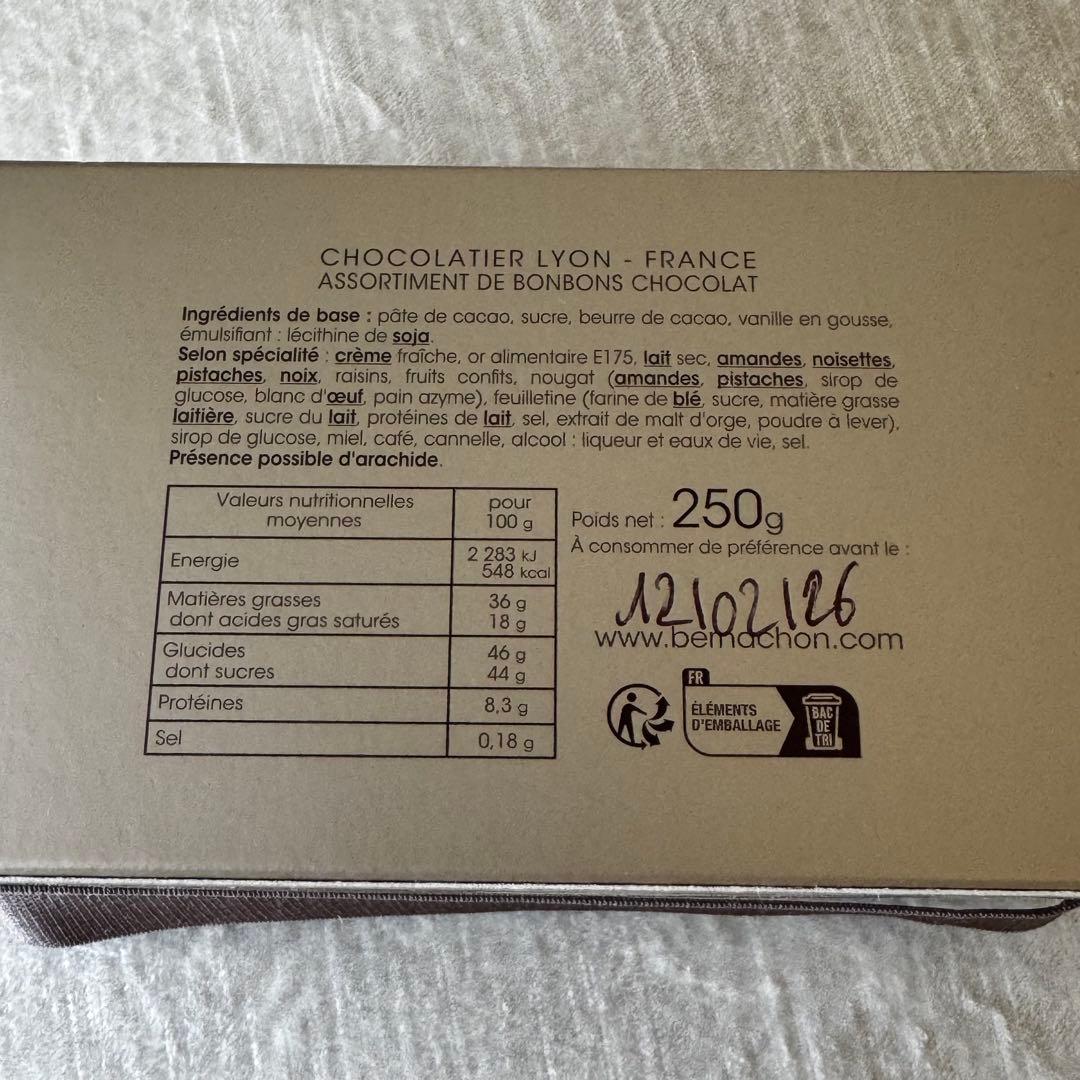 CHOCOLATIER LYON - FRANCE
ASSORTIMENT DE BONBONS CHOCOLAT
Ingrédients de base : pâte de cacao, sucre, beurre de cacao, vanille en gousse,
émulsifiant : lécithine de soja.
Selon spécialité : crème fraîche, or alimentaire E175, lait sec, amandes, noisettes,
pistaches, noix, raisins, fruits confits, nougat (amandes, pistaches, sirop de
glucose, blanc d'œuf, pain azyme), feuilletine (farine de blé, sucre, matière grasse
laitière, sucre du lait, protéines de lait, sel, extrait de malt d'orge, poudre à lever),
sirop de glucose, miel, café, cannelle, alcool : liqueur et eaux de vie, sel.
Présence possible d'arachide.
Valeurs nutritionnelles
moyennes
pour
100 g
Energie
2 283 kJ
548 kcal
Matières grasses
36 g
dont acides gras saturés
18 g
Glucides
46 g
dont sucres
44 g
Protéines
8,3 g
Sel
0,18 g
Poids net : 250g
À consommer de préférence avant le :
12/02/26
www.bernachon.com
FR
ÉLÉMENTS
D'EMBALLAGE
BAC
DE
TRI